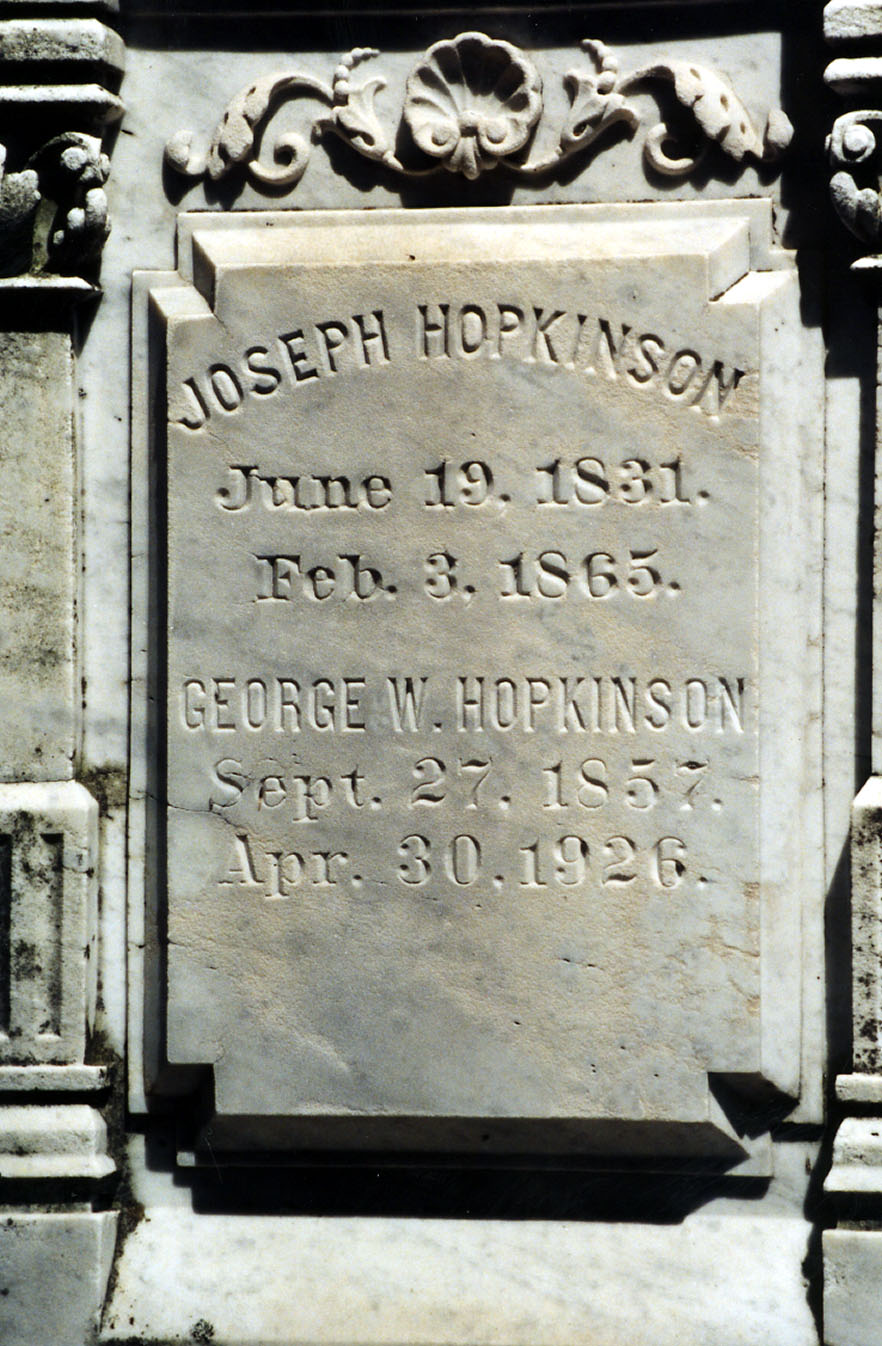 JOSEPH HOPKINSON
June 19, 1831.
Feb. 3, 1865.
GEORGE W. HOPKINSON
Sept. 27, 1857.
Apr. 30, 1926.